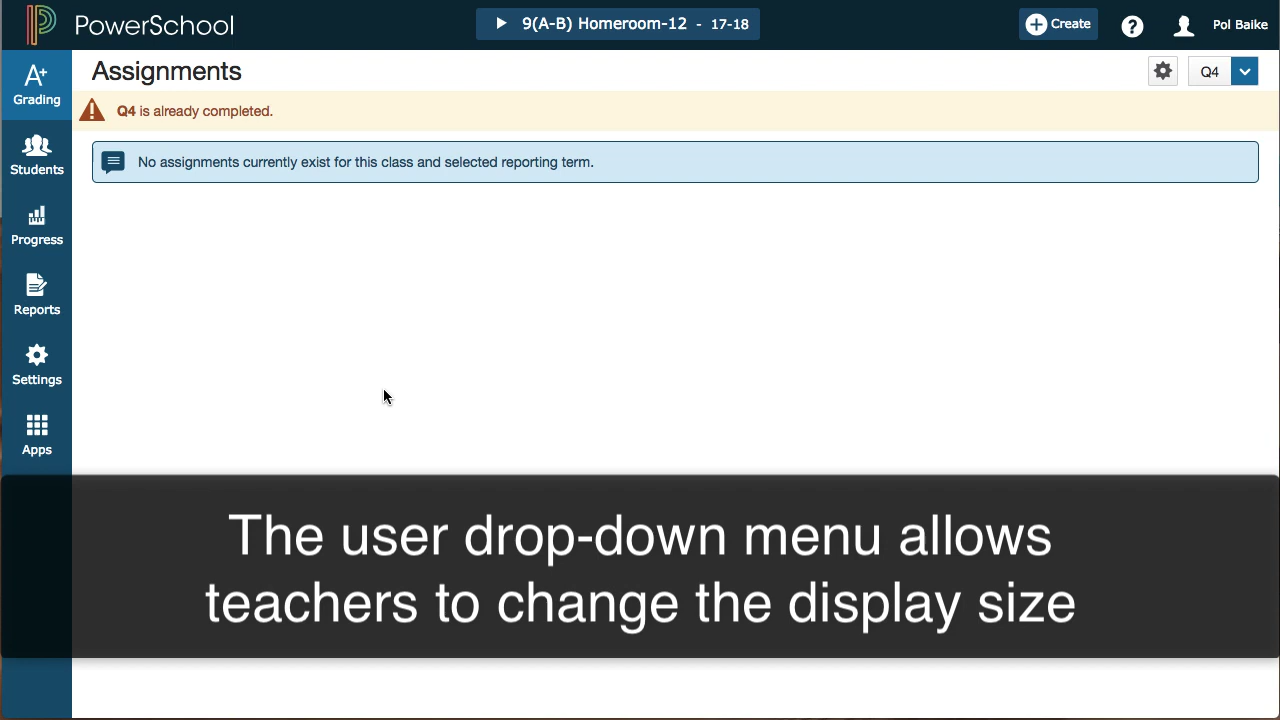 PowerSchool
9(A-B) Homeroom-12 - 17-18
Create
?
Pol Baike
A+
Grading
Assignments
Q4
Q4 is already completed.
No assignments currently exist for this class and selected reporting term.
Students
Progress
Reports
Settings
Apps
The user drop-down menu allows
teachers to change the display size